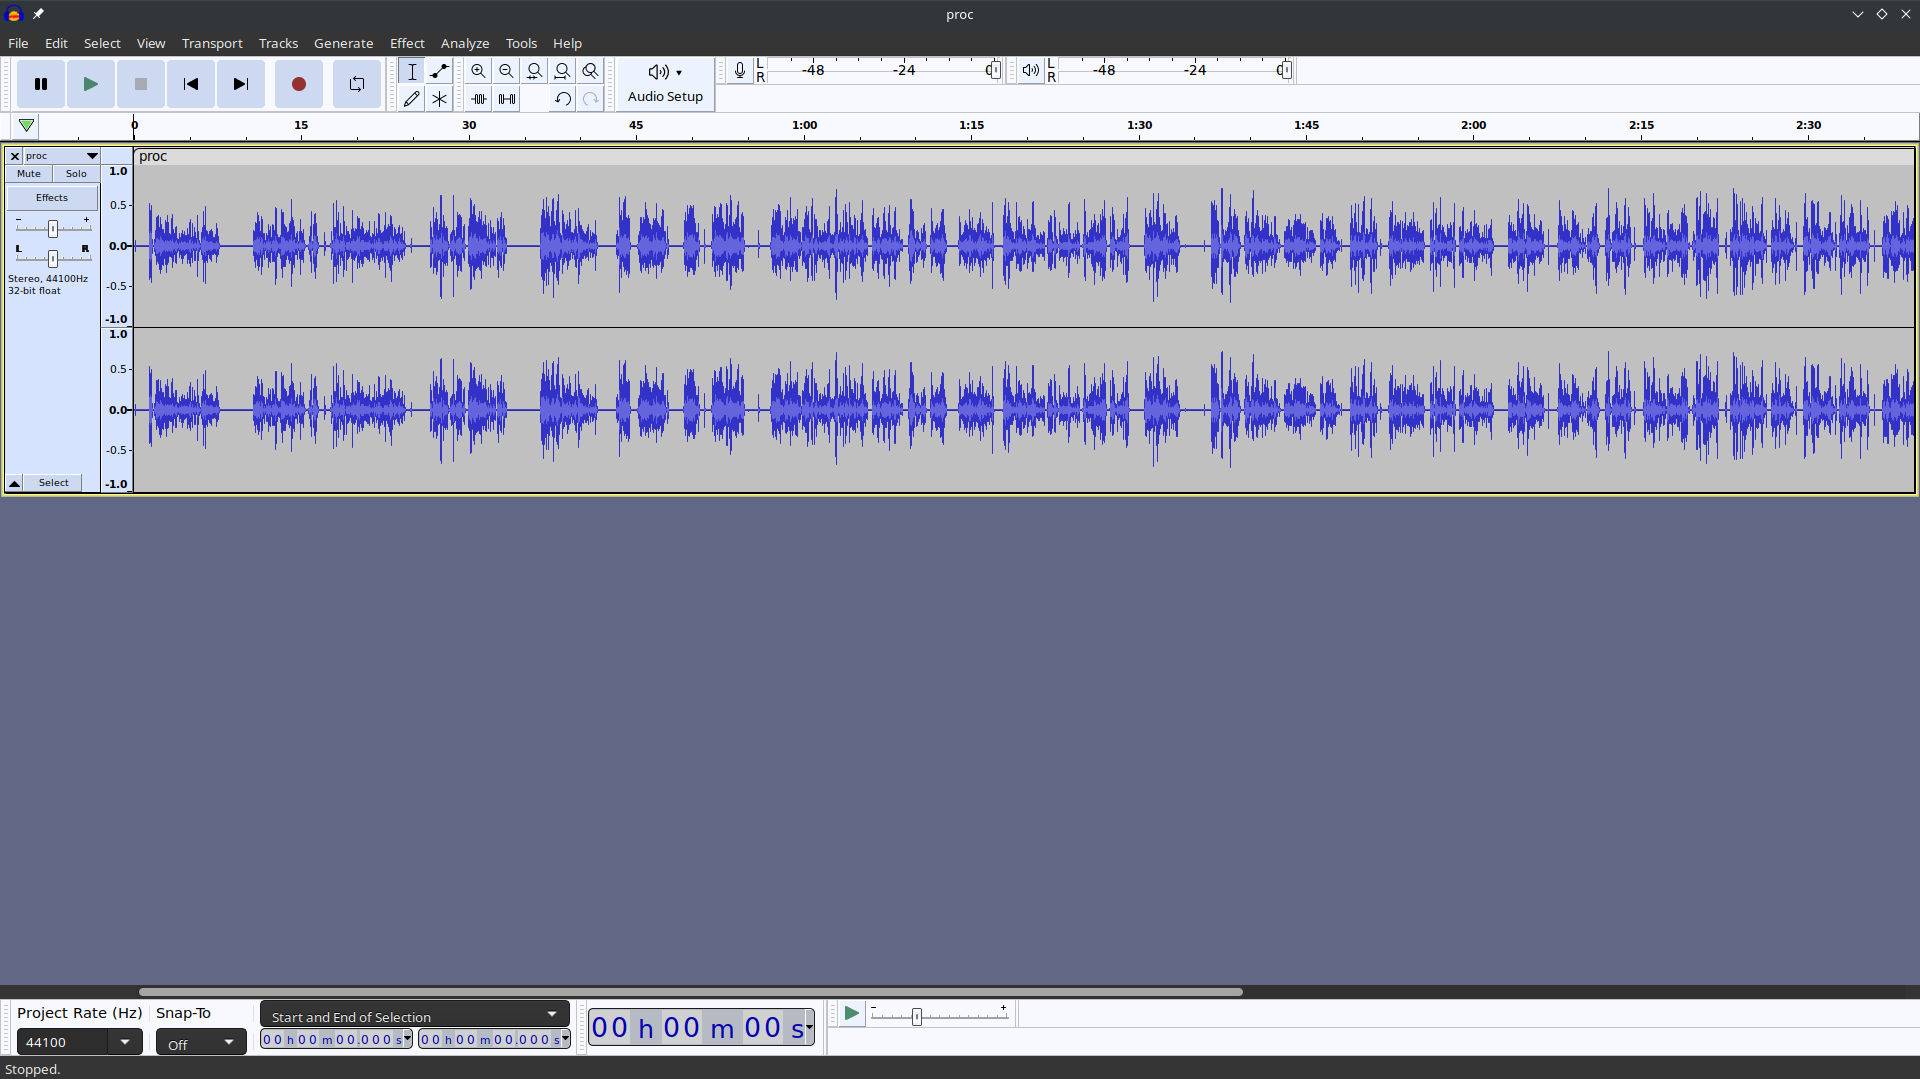 proc
File Edit Select View Transport Tracks Generate Effect Analyze Tools Help
Audio Setup
L R -48 -24 0
L R -48 -24 0
0 15 30 45 1:00 1:15 1:30 1:45 2:00 2:15 2:30
proc
proc
Mute Solo
Effects
- +
L R
Stereo, 44100Hz
32-bit float
Select
1.0
0.5
0.0
-0.5
-1.0
1.0
0.5
0.0
-0.5
-1.0
Project Rate (Hz) Snap-To Start and End of Selection
44100 Off 00 h 00 m 00.000 s 00 h 00 m 00.000 s
00 h 00 m 00 s
- +
Stopped.